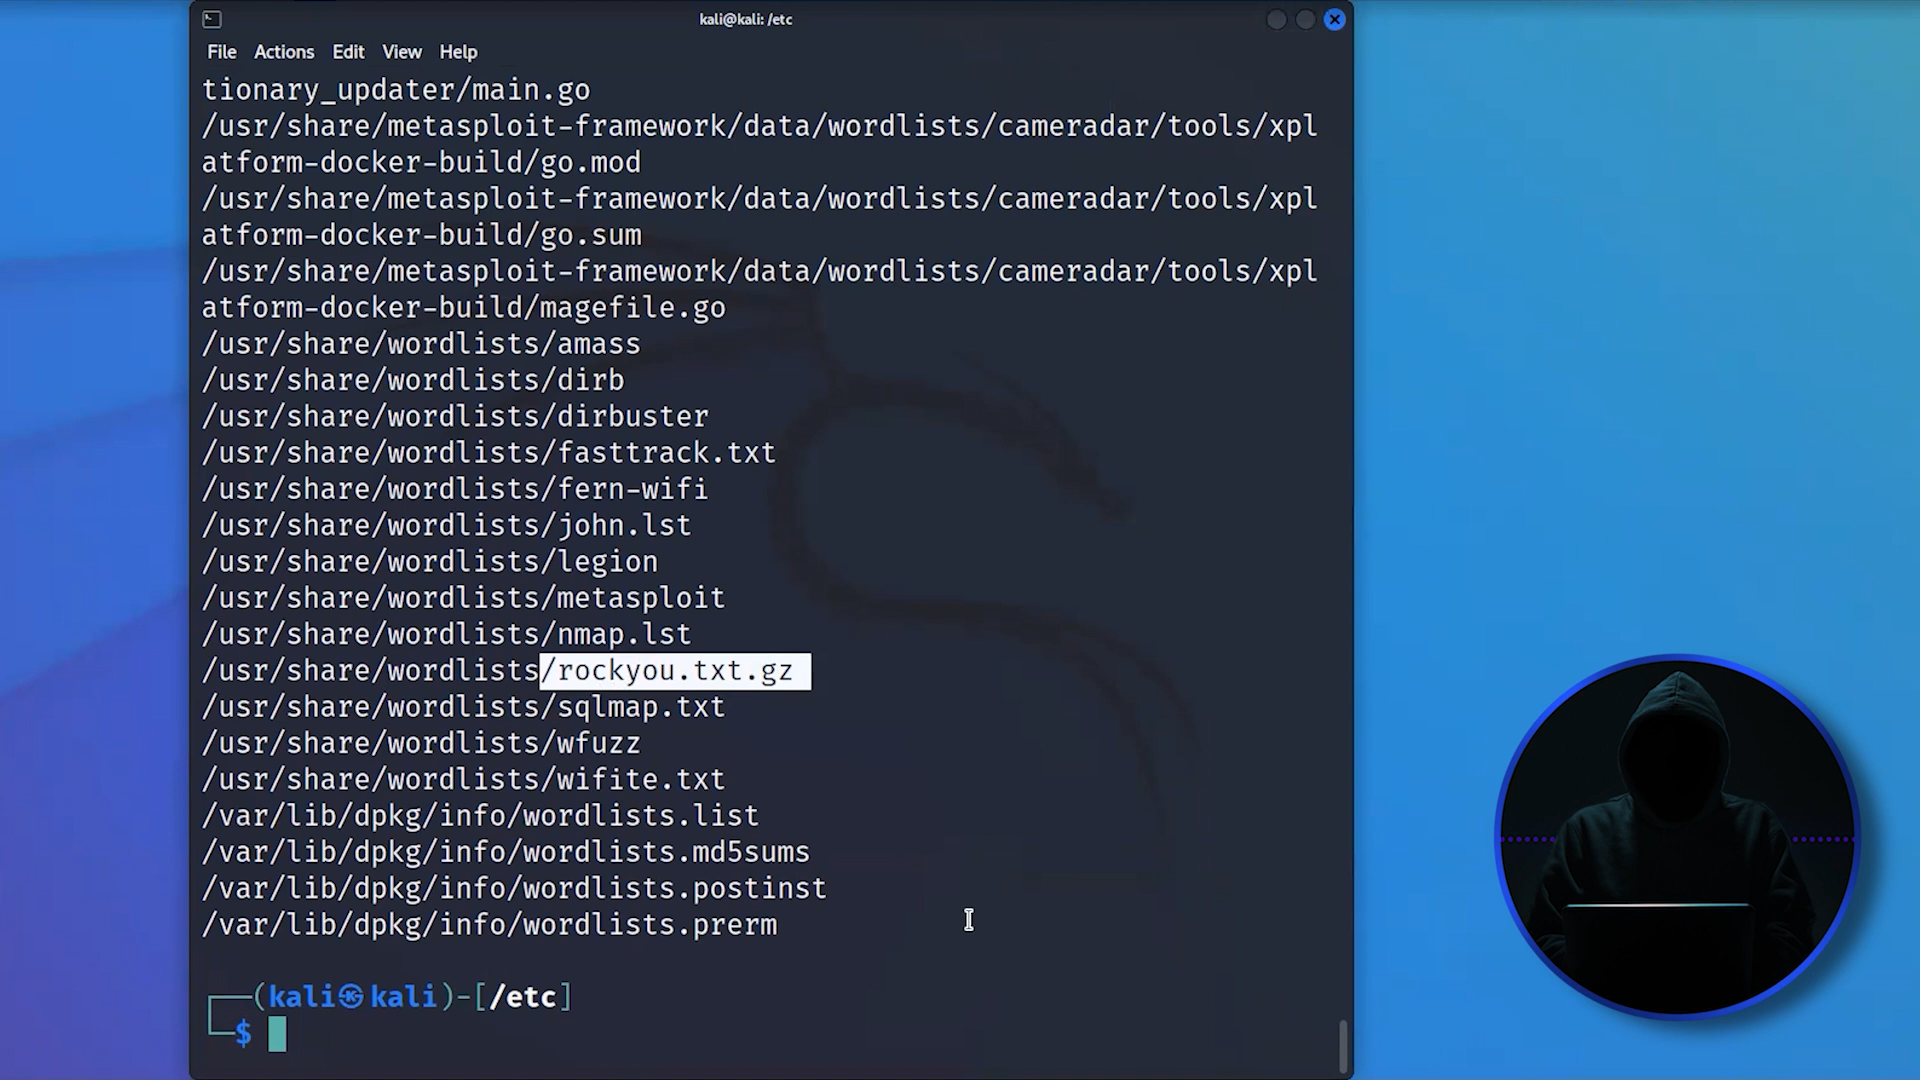 kali@kali: /etc
File Actions Edit View Help
tionary_updater/main.go
/usr/share/metasploit-framework/data/wordlists/cameradar/tools/xpl
atform-docker-build/go.mod
/usr/share/metasploit-framework/data/wordlists/cameradar/tools/xpl
atform-docker-build/go.sum
/usr/share/metasploit-framework/data/wordlists/cameradar/tools/xpl
atform-docker-build/magefile.go
/usr/share/wordlists/amass
/usr/share/wordlists/dirb
/usr/share/wordlists/dirbuster
/usr/share/wordlists/fasttrack.txt
/usr/share/wordlists/fern-wifi
/usr/share/wordlists/john.lst
/usr/share/wordlists/legion
/usr/share/wordlists/metasploit
/usr/share/wordlists/nmap.lst
/usr/share/wordlists/rockyou.txt.gz
/usr/share/wordlists/sqlmap.txt
/usr/share/wordlists/wfuzz
/usr/share/wordlists/wifite.txt
/var/lib/dpkg/info/wordlists.list
/var/lib/dpkg/info/wordlists.md5sums
/var/lib/dpkg/info/wordlists.postinst
/var/lib/dpkg/info/wordlists.prerm
┌──(kali㉿kali)-[/etc]
└─$